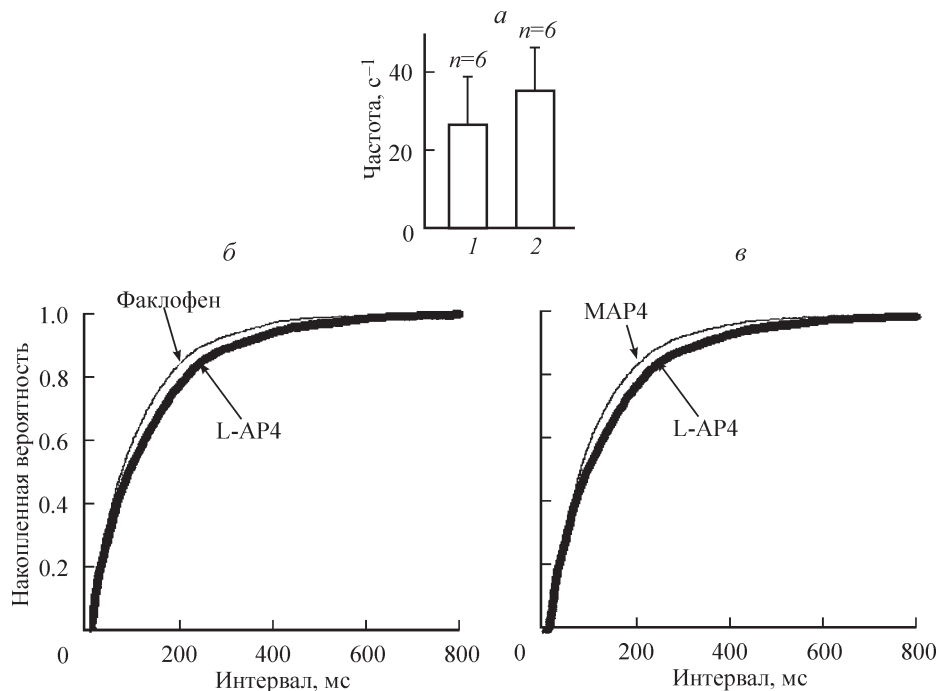 а
n=6
n=6
Частота, с⁻¹
40
20
0
1
2
б
Факлофен
L-AP4
Накопленная вероятность
1.0
0.8
0.6
0.4
0.2
0
200
400
600
800
Интервал, мс
в
MAP4
L-AP4
0
200
400
600
800
Интервал, мс